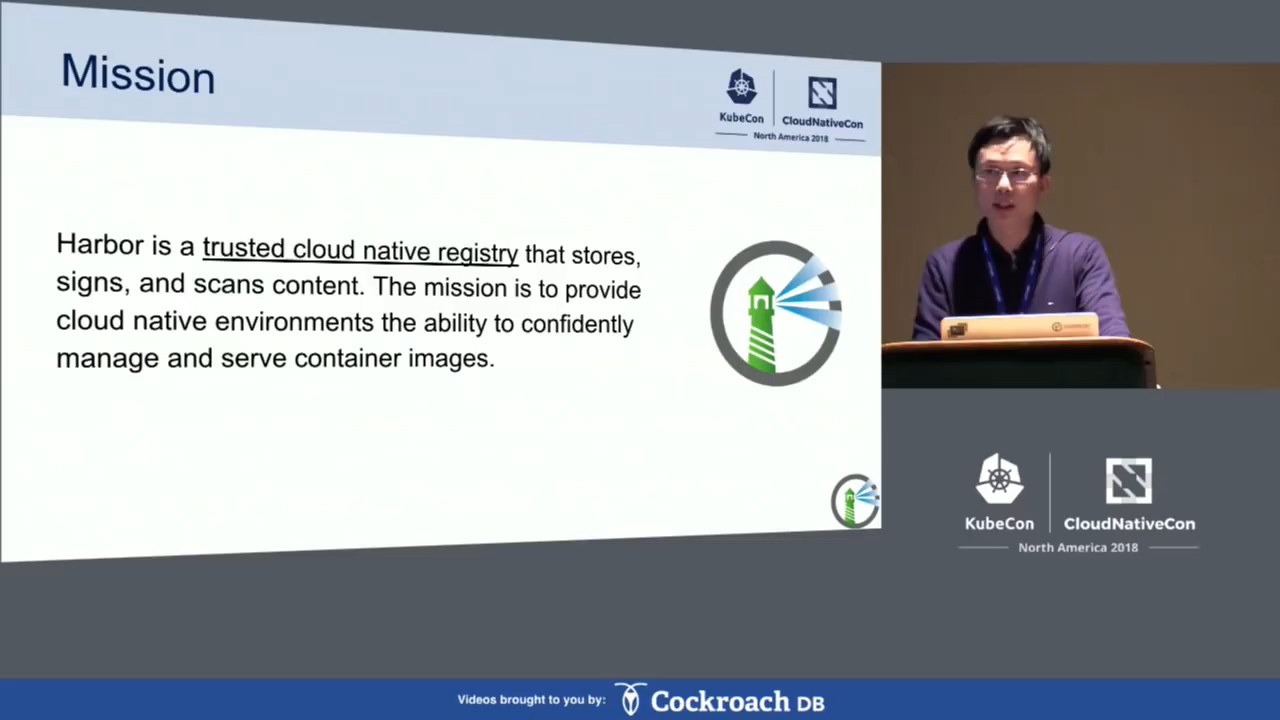 Mission
KubeCon
CloudNativeCon
North America 2018
Harbor is a trusted cloud native registry that stores,
signs, and scans content. The mission is to provide
cloud native environments the ability to confidently
manage and serve container images.
KubeCon
CloudNativeCon
North America 2018
Videos brought to you by: Cockroach DB